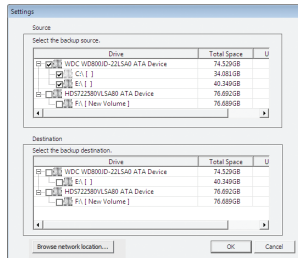 Settings
Source
Select the backup source.
Drive Total Space U
WDC WD800JD-22LSA0 ATA Device 74.529GB
C:\ [ ] 34.081GB
E:\ [ ] 40.349GB
HDS722580VLSA80 ATA Device 76.692GB
F:\ [ New Volume ] 76.689GB
Destination
Select the backup destination.
Drive Total Space U
WDC WD800JD-22LSA0 ATA Device 74.529GB
E:\ [ ] 40.349GB
HDS722580VLSA80 ATA Device 76.692GB
F:\ [ New Volume ] 76.689GB
Browse network location... OK Cancel